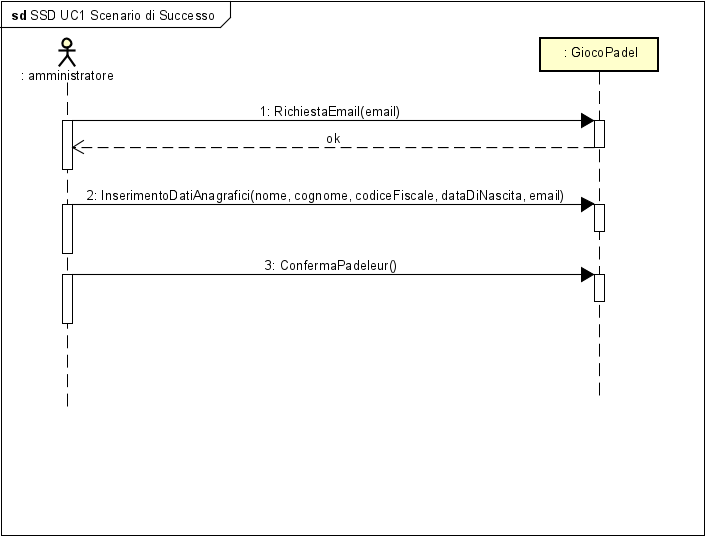 sd SSD UC1 Scenario di Successo
: amministratore
: GiocoPadel
1: RichiestaEmail(email)
ok
2: InserimentoDatiAnagrafici(nome, cognome, codiceFiscale, dataDiNascita, email)
3: ConfermaPadeleur()